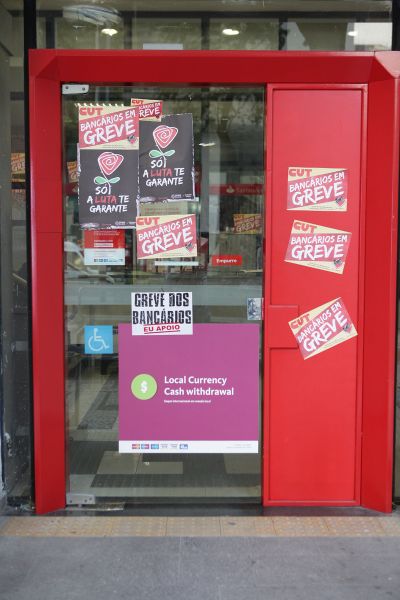 CUT
BANCÁRIOS EM
GREVE
SÓ
A LUTA TE
GARANTE
SÓ
A LUTA TE
GARANTE
CUT
BANCÁRIOS EM
GREVE
Empurre
GREVE DOS
BANCÁRIOS
EU APOIO
$
Local Currency
Cash withdrawal
CUT
BANCÁRIOS EM
GREVE
CUT
BANCÁRIOS EM
GREVE
CUT
BANCÁRIOS EM
GREVE